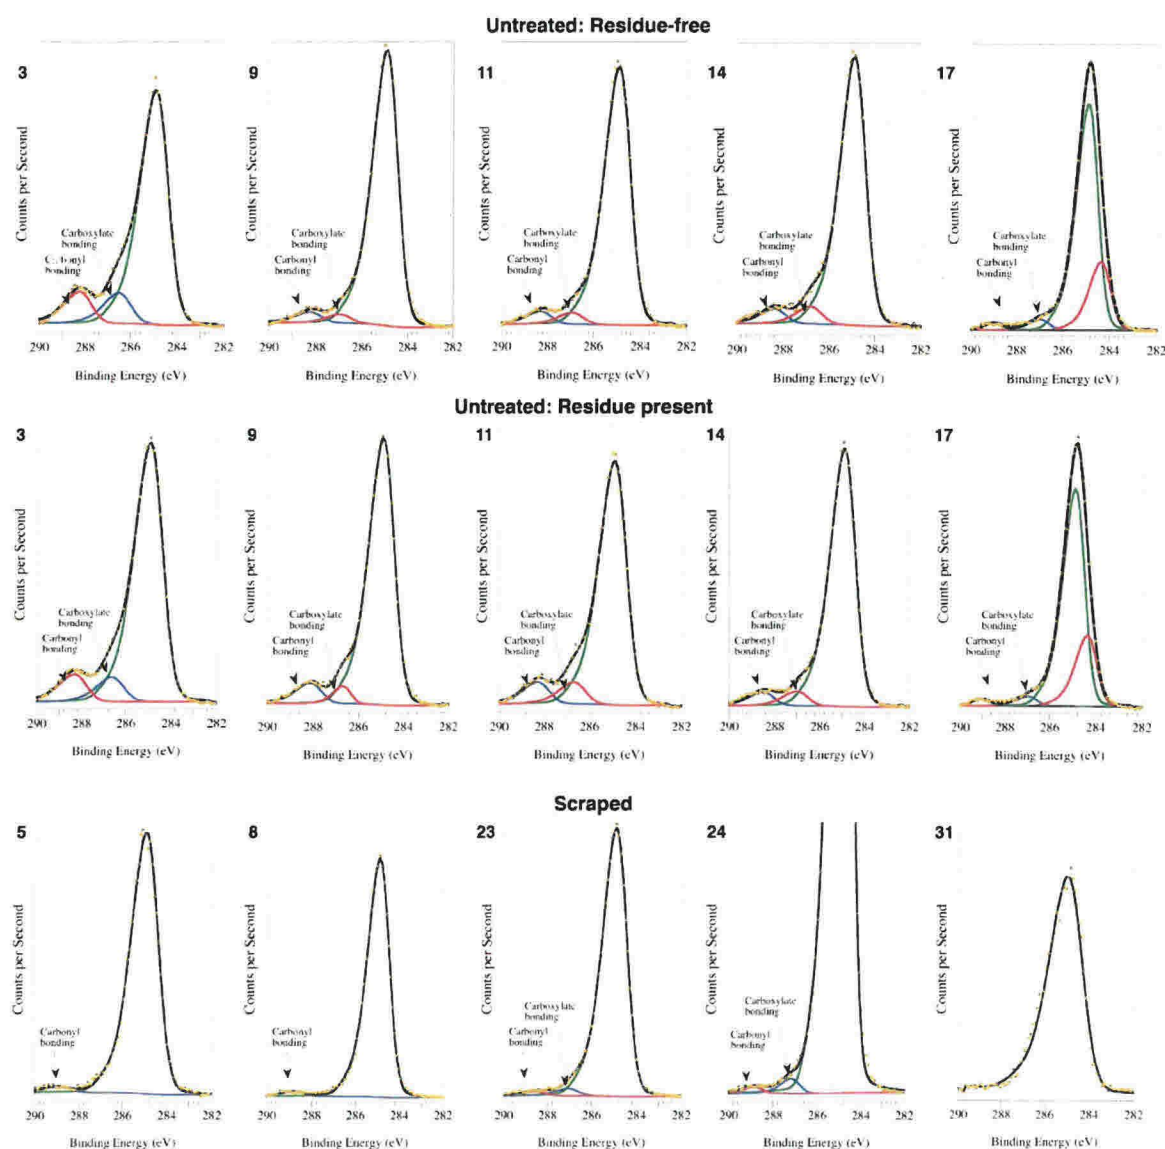 Untreated: Residue-free
3
Counts per Second
Carboxylate
bonding
Carbonyl
bonding
290 288 286 284 282
Binding Energy (eV)
9
Counts per Second
Carboxylate
bonding
Carbonyl
bonding
290 288 286 284 282
Binding Energy (eV)
11
Counts per Second
Carboxylate
bonding
Carbonyl
bonding
290 288 286 284 282
Binding Energy (eV)
14
Counts per Second
Carboxylate
bonding
Carbonyl
bonding
290 288 286 284 282
Binding Energy (eV)
17
Counts per Second
Carboxylate
bonding
Carbonyl
bonding
290 288 286 284 282
Binding Energy (eV)
Untreated: Residue present
3
Counts per Second
Carboxylate
bonding
Carbonyl
bonding
290 288 286 284 282
Binding Energy (eV)
9
Counts per Second
Carboxylate
bonding
Carbonyl
bonding
290 288 286 284 282
Binding Energy (eV)
11
Counts per Second
Carboxylate
bonding
Carbonyl
bonding
290 288 286 284 282
Binding Energy (eV)
14
Counts per Second
Carboxylate
bonding
Carbonyl
bonding
290 288 286 284 282
Binding Energy (eV)
17
Counts per Second
Carboxylate
bonding
Carbonyl
bonding
290 288 286 284 282
Binding Energy (eV)
Scraped
5
Counts per Second
Carbonyl
bonding
290 288 286 284 282
Binding Energy (eV)
8
Counts per Second
Carbonyl
bonding
290 288 286 284 282
Binding Energy (eV)
23
Counts per Second
Carboxylate
bonding
Carbonyl
bonding
290 288 286 284 282
Binding Energy (eV)
24
Counts per Second
Carboxylate
bonding
Carbonyl
bonding
290 288 286 284 282
Binding Energy (eV)
31
Counts per Second
290 288 286 284 282
Binding Energy (eV)